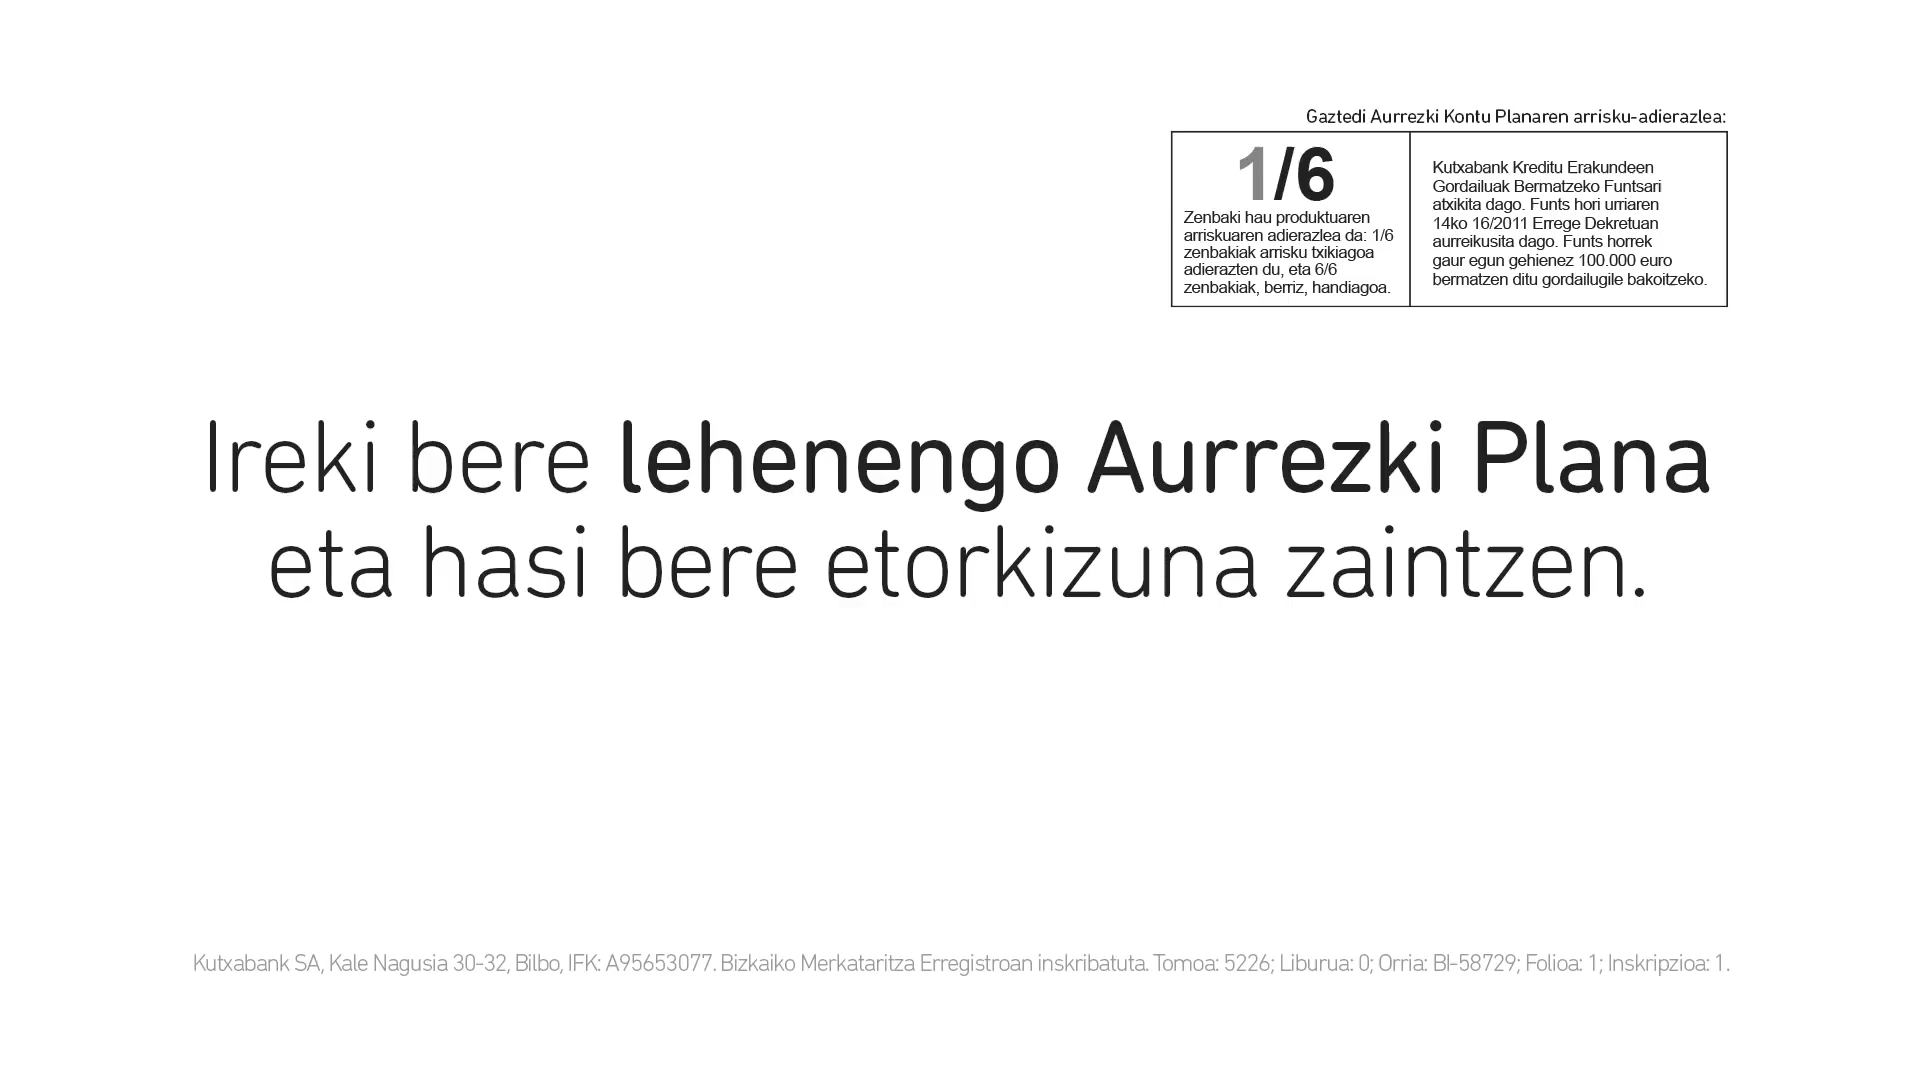 Gaztedi Aurrezki Kontu Planaren arrisku-adierazlea:
1/6
Zenbaki hau produktuaren
arriskuaren adierazlea da: 1/6
zenbakiak arrisku txikiagoa
adierazten du, eta 6/6
zenbakiak, berriz, handiagoa.
Kutxabank Kreditu Erakundeen
Gordailuak Bermatzeko Funtsari
atxikita dago. Funts hori urriaren
14ko 16/2011 Errege Dekretuan
aurreikusita dago. Funts horrek
gaur egun gehienez 100.000 euro
bermatzen ditu gordailugile bakoitzeko.
Ireki bere lehenengo Aurrezki Plana
eta hasi bere etorkizuna zaintzen.
Kutxabank SA, Kale Nagusia 30-32, Bilbo, IFK: A95653077. Bizkaiko Merkataritza Erregistroan inskribatuta. Tomoa: 5226; Liburua: 0; Orria: BI-58729; Folioa: 1; Inskripzioa: 1.